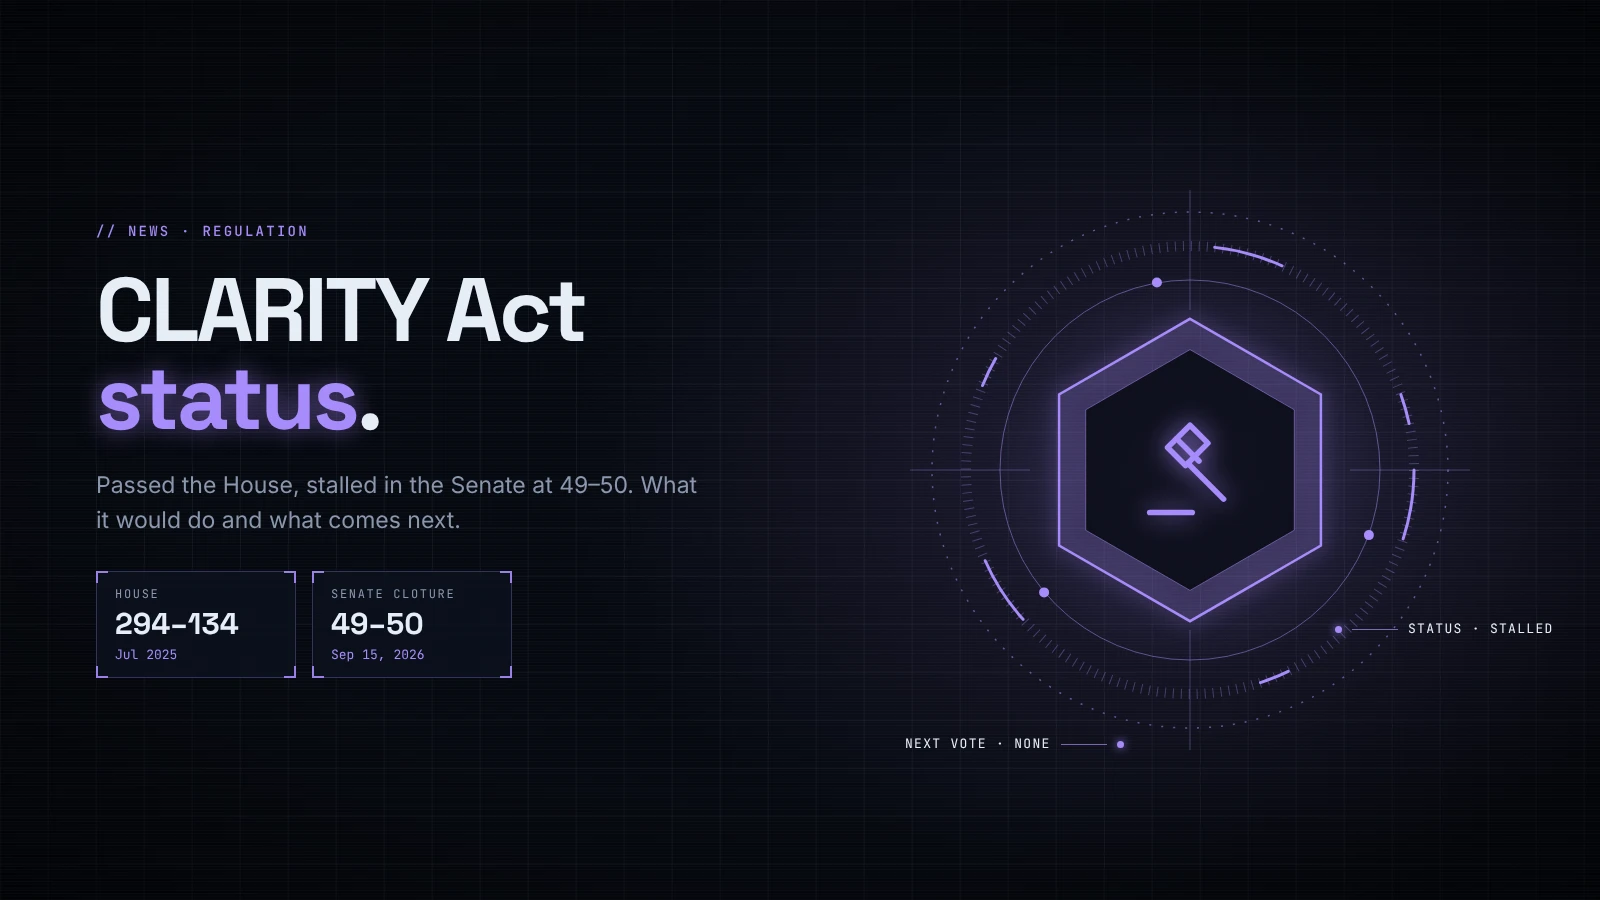 // NEWS · REGULATION
CLARITY Act
status.
Passed the House, stalled in the Senate at 49–50. What
it would do and what comes next.
HOUSE
294–134
Jul 2025
SENATE CLOTURE
49–50
Sep 15, 2026
STATUS · STALLED
NEXT VOTE · NONE